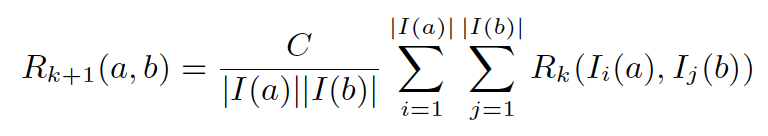 R_{k+1}(a, b) = \frac{C}{|I(a)||I(b)|} \sum_{i=1}^{|I(a)|} \sum_{j=1}^{|I(b)|} R_k(I_i(a), I_j(b))